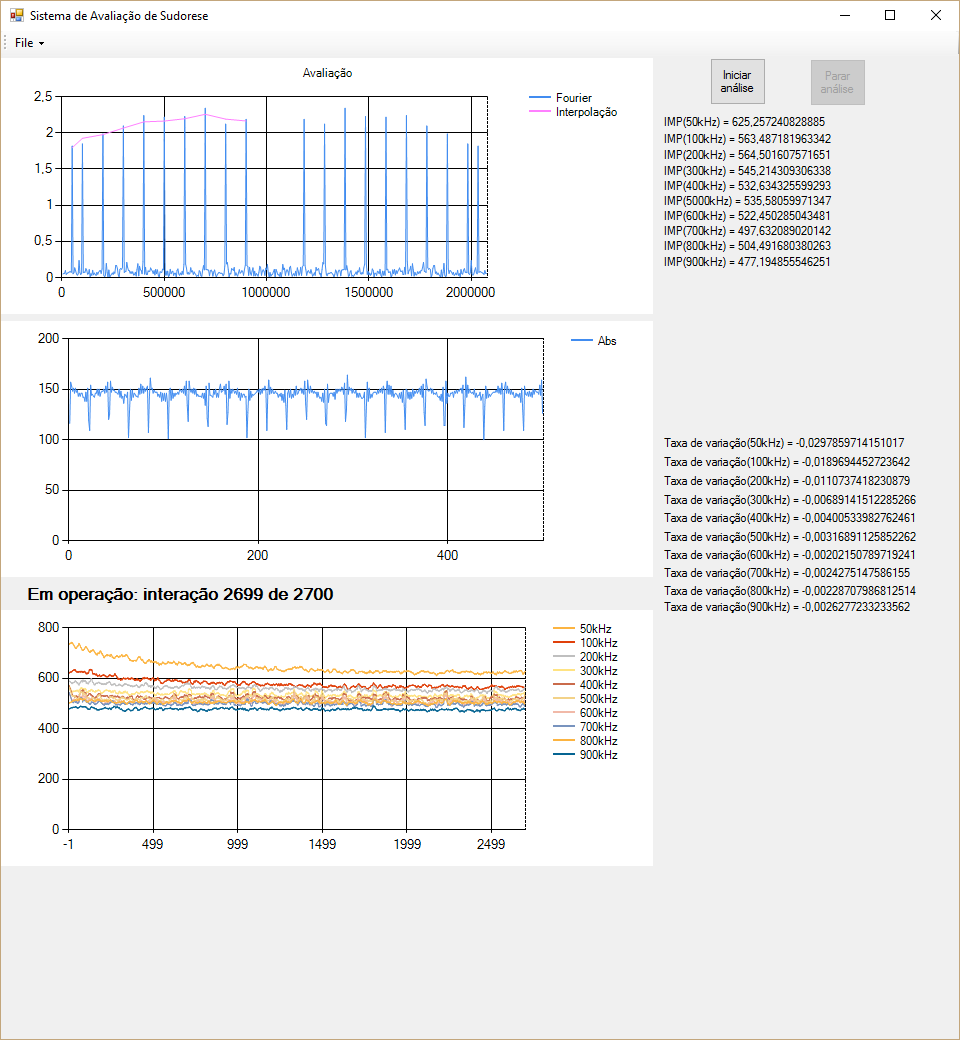 Sistema de Avaliação de Sudorese
File
Avaliação
2,5
2
1,5
1
0,5
0
0 500000 1000000 1500000 2000000
Fourier
Interpolação
Iniciar
análise
Parar
análise
IMP(50kHz) = 625,257240828885
IMP(100kHz) = 563,487181963342
IMP(200kHz) = 564,501607571651
IMP(300kHz) = 545,214309306338
IMP(400kHz) = 532,634325599293
IMP(5000kHz) = 535,58059971347
IMP(600kHz) = 522,450285043481
IMP(700kHz) = 497,632089020142
IMP(800kHz) = 504,491680380263
IMP(900kHz) = 477,194855546251
200
150
100
50
0
0 200 400
Abs
Taxa de variação(50kHz) = -0,0297859714151017
Taxa de variação(100kHz) = -0,0189694452723642
Taxa de variação(200kHz) = -0,0110737418230879
Taxa de variação(300kHz) = -0,00689141512285266
Taxa de variação(400kHz) = -0,00400533982762461
Taxa de variação(500kHz) = -0,00316891125852262
Taxa de variação(600kHz) = -0,00202150789719241
Taxa de variação(700kHz) = -0,0024275147586155
Taxa de variação(800kHz) = -0,00228707986812514
Taxa de variação(900kHz) = -0,0026277233233562
Em operação: interação 2699 de 2700
800
600
400
200
0
-1 499 999 1499 1999 2499
50kHz
100kHz
200kHz
300kHz
400kHz
500kHz
600kHz
700kHz
800kHz
900kHz